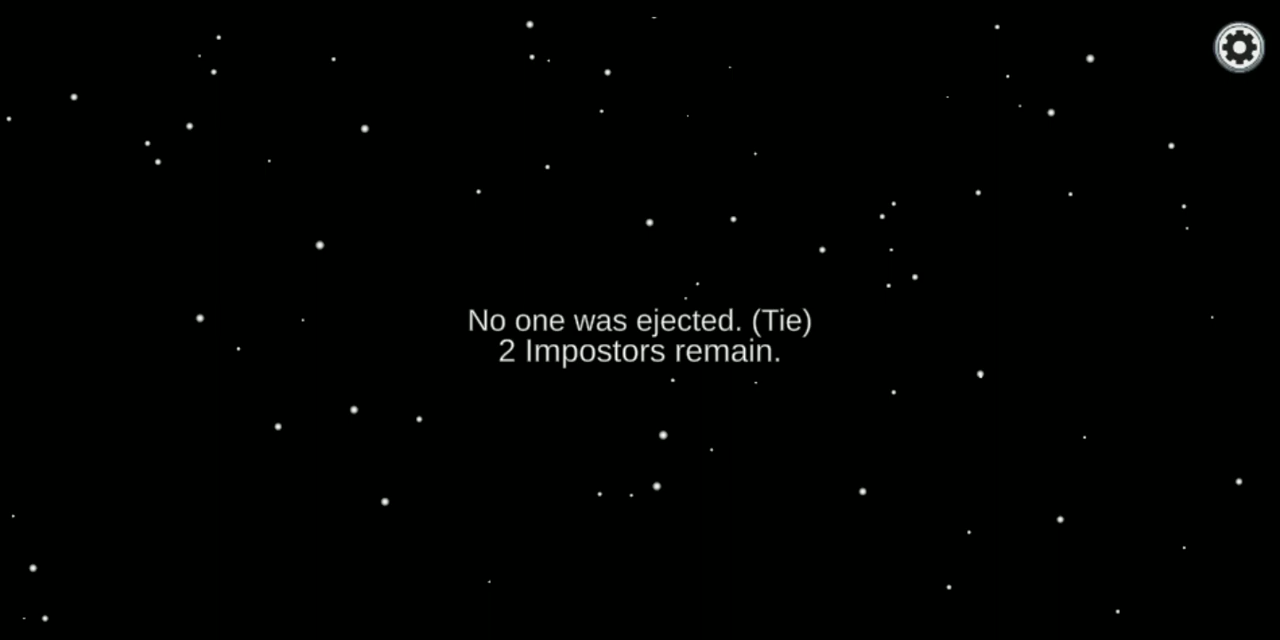 No one was ejected. (Tie)
2 Impostors remain.